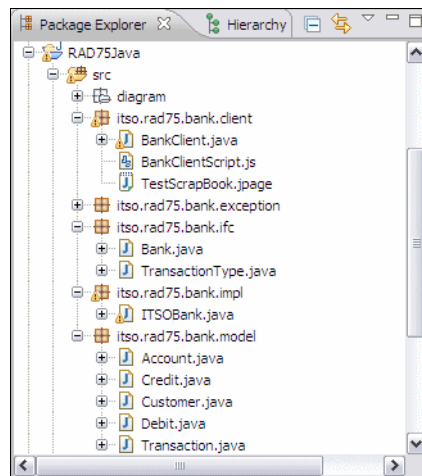 Package Explorer Hierarchy
RAD75Java
src
diagram
itso.rad75.bank.client
BankClient.java
BankClientScript.js
TestScrapBook.jpage
itso.rad75.bank.exception
itso.rad75.bank.ifc
Bank.java
TransactionType.java
itso.rad75.bank.impl
ITSOBank.java
itso.rad75.bank.model
Account.java
Credit.java
Customer.java
Debit.java
Transaction.java